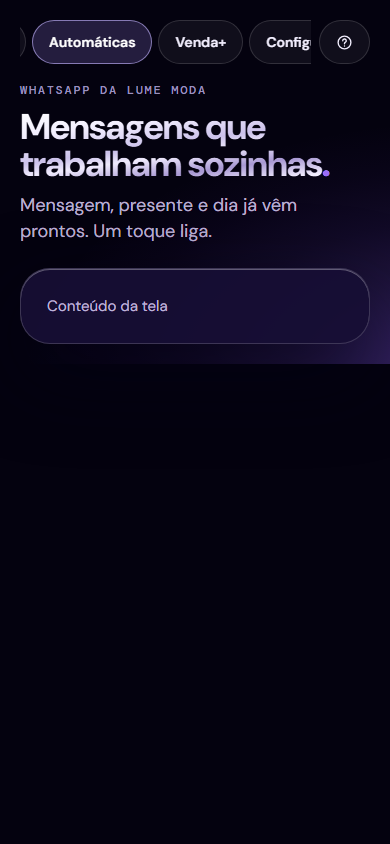 Automáticas
Venda+
Config
WHATSAPP DA LUME MODA
Mensagens que
trabalham sozinhas.
Mensagem, presente e dia já vêm
prontos. Um toque liga.
Conteúdo da tela